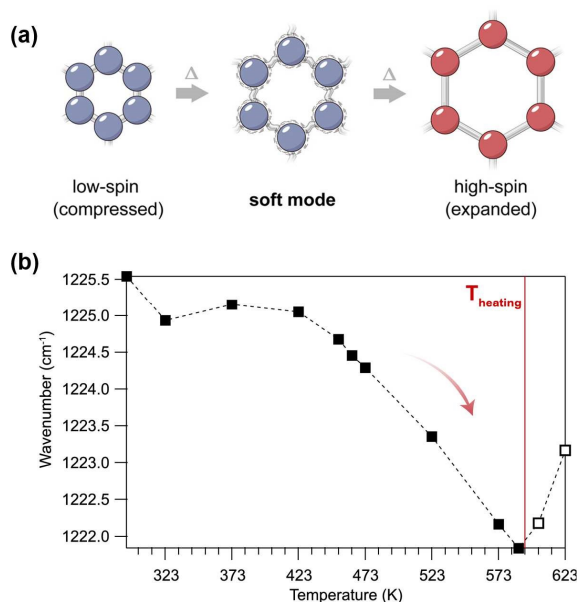 (a)
Δ
Δ
low-spin
(compressed)
soft mode
high-spin
(expanded)
(b)
1225.5
1225.0
1224.5
1224.0
1223.5
1223.0
1222.5
1222.0
Wavenumber (cm⁻¹)
T heating
323
373
423
473
523
573
623
Temperature (K)